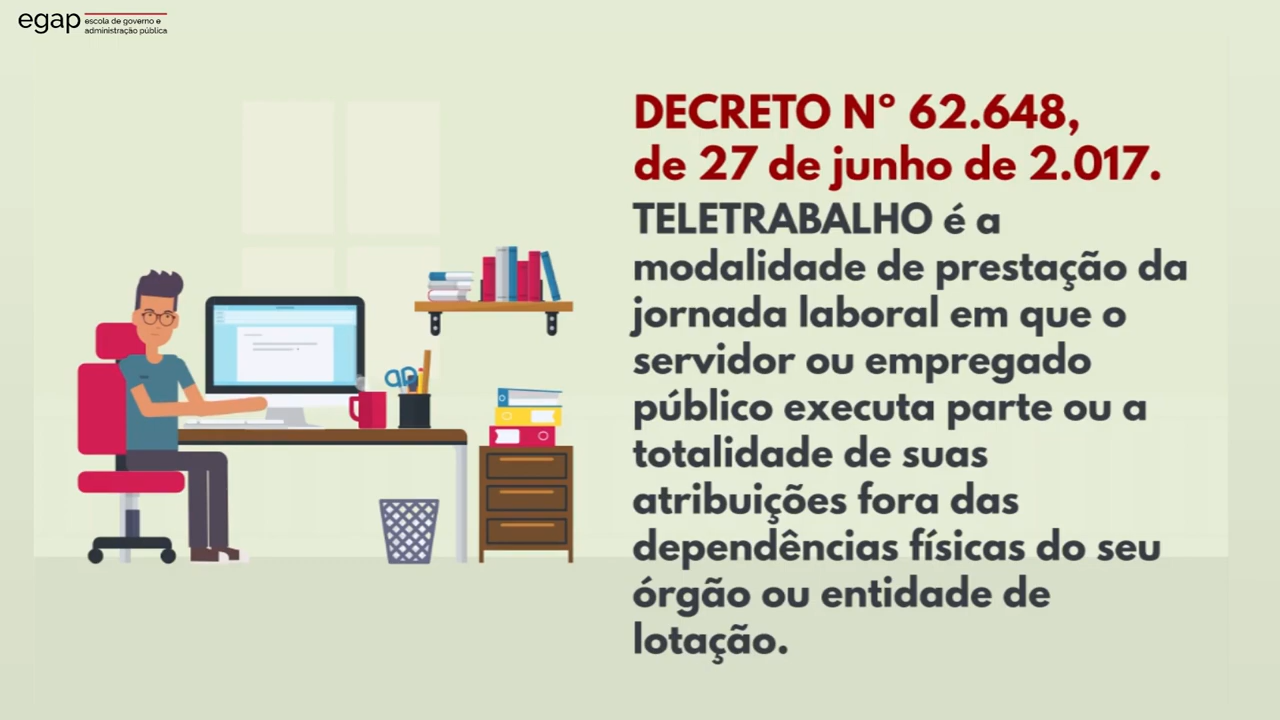 egap
escola de governo e
administração pública
DECRETO Nº 62.648,
de 27 de junho de 2.017.
TELETRABALHO é a
modalidade de prestação da
jornada laboral em que o
servidor ou empregado
público executa parte ou a
totalidade de suas
atribuições fora das
dependências físicas do seu
órgão ou entidade de
lotação.